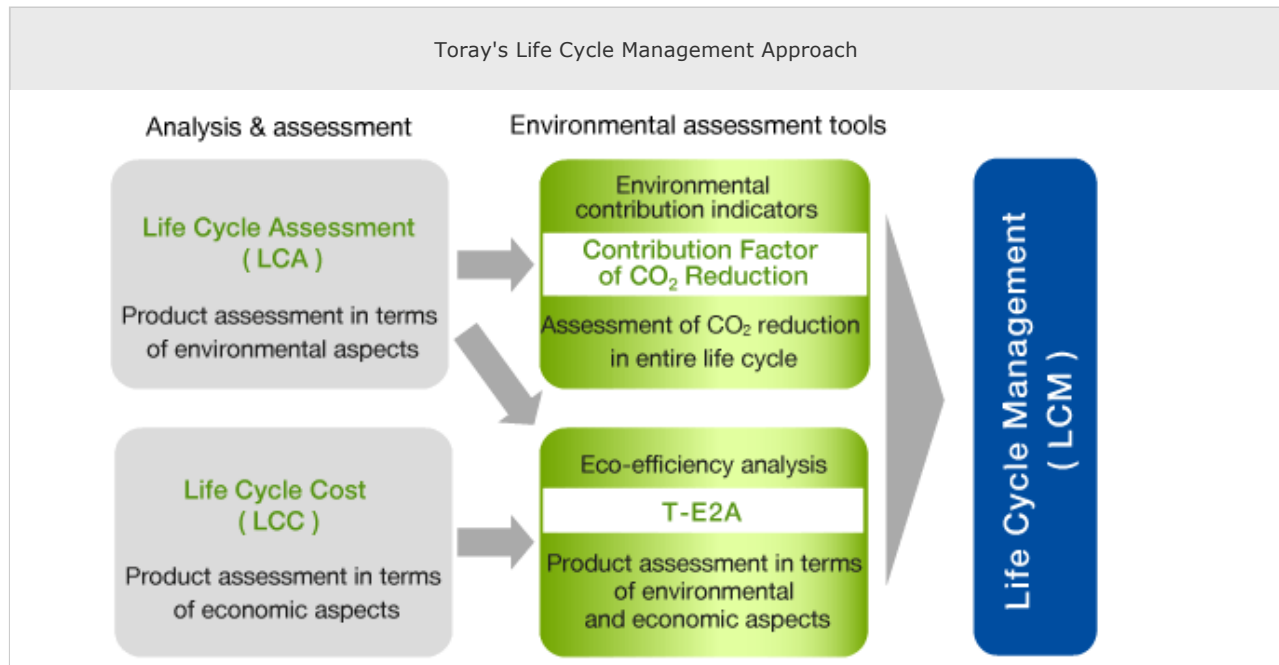 Toray's Life Cycle Management Approach
Analysis & assessment
Life Cycle Assessment
( LCA )
Product assessment in terms
of environmental aspects
Life Cycle Cost
( LCC )
Product assessment in terms
of economic aspects
Environmental assessment tools
Environmental
contribution indicators
Contribution Factor
of CO₂ Reduction
Assessment of CO₂ reduction
in entire life cycle
Eco-efficiency analysis
T-E2A
Product assessment in terms
of environmental
and economic aspects
Life Cycle Management
( LCM )